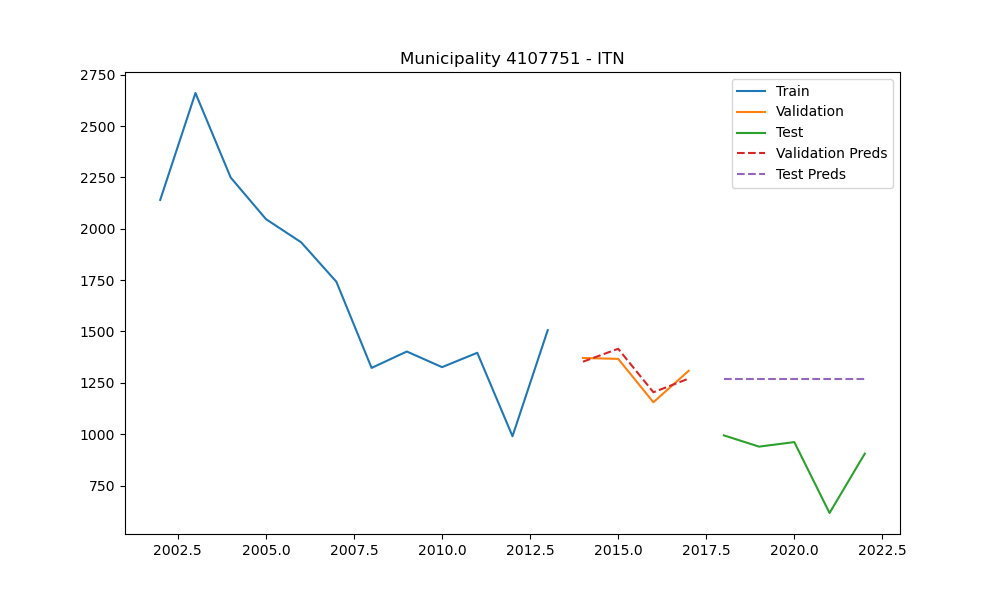 Municipality 4107751 - ITN
2750
2500
2250
2000
1750
1500
1250
1000
750
Train
Validation
Test
Validation Preds
Test Preds
2002.5 2005.0 2007.5 2010.0 2012.5 2015.0 2017.5 2020.0 2022.5